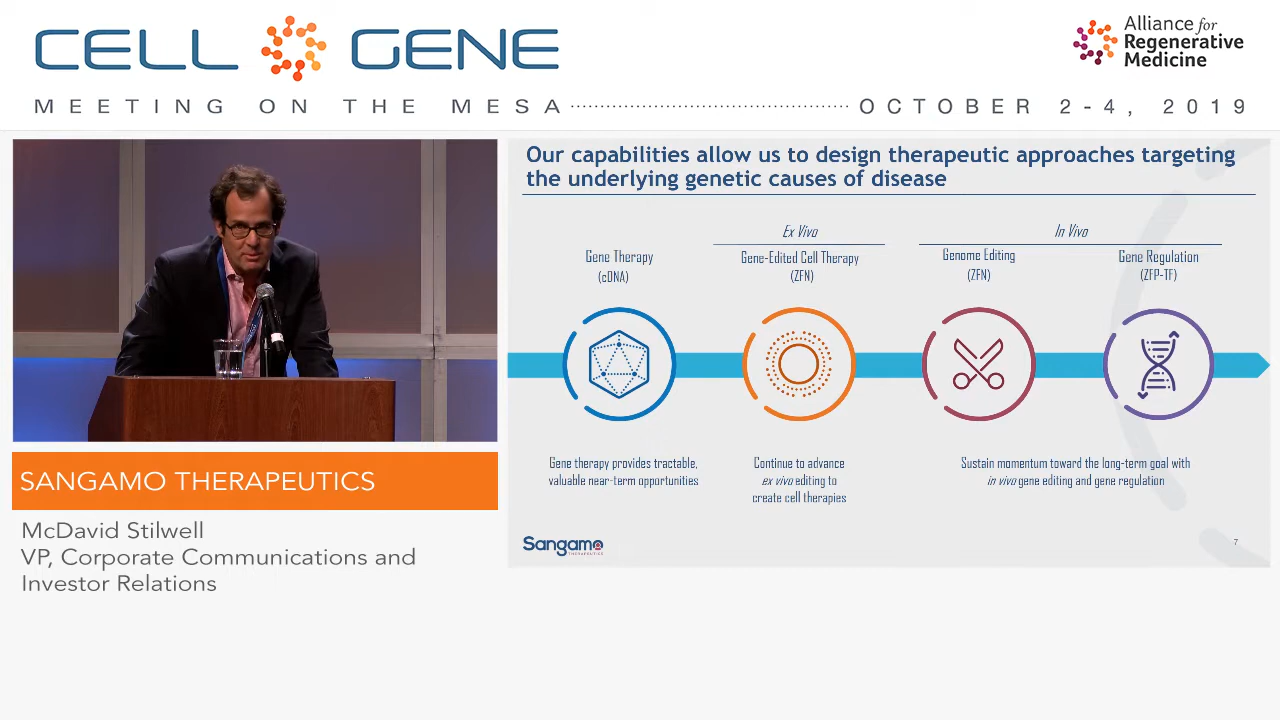 CELL GENE
Alliance for
Regenerative
Medicine
MEETING ON THE MESA
OCTOBER 2-4, 2019
Our capabilities allow us to design therapeutic approaches targeting
the underlying genetic causes of disease
Ex Vivo
In Vivo
Gene Therapy
(cDNA)
Gene-Edited Cell Therapy
(ZFN)
Genome Editing
(ZFN)
Gene Regulation
(ZFP-TF)
Gene therapy provides tractable,
valuable near-term opportunities
Continue to advance
ex vivo editing to
create cell therapies
Sustain momentum toward the long-term goal with
in vivo gene editing and gene regulation
Sangamo
THERAPEUTICS
7
SANGAMO THERAPEUTICS
McDavid Stilwell
VP, Corporate Communications and
Investor Relations